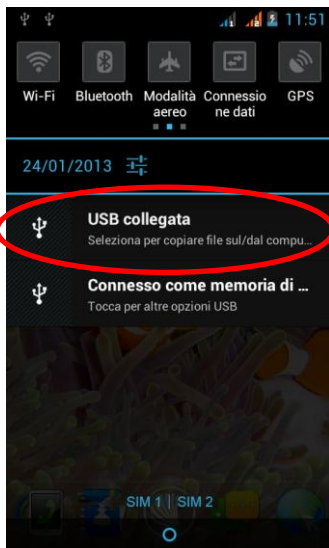 11:51
Wi-Fi Bluetooth Modalità Connessio GPS
aereo ne dati
24/01/2013
USB collegata
Seleziona per copiare file sul/dal compu...
Connesso come memoria di ...
Tocca per altre opzioni USB
SIM 1 | SIM 2